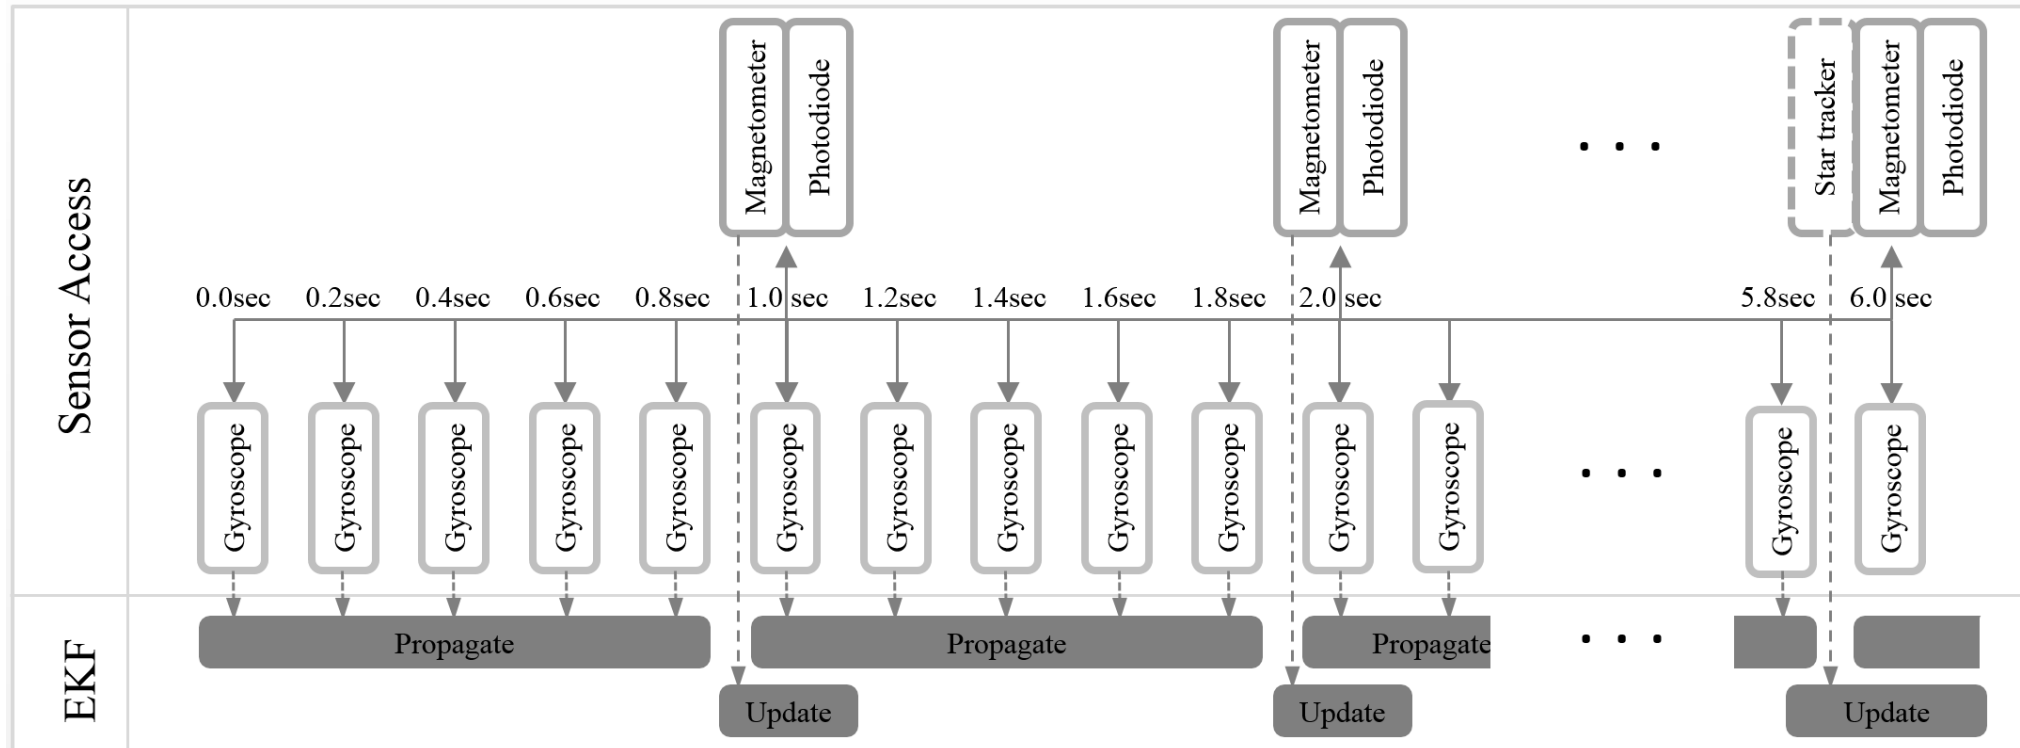 Sensor Access
Magnetometer
Photodiode
Magnetometer
Photodiode
. . .
Star tracker
Magnetometer
Photodiode
0.0sec 0.2sec 0.4sec 0.6sec 0.8sec 1.0 sec 1.2sec 1.4sec 1.6sec 1.8sec 2.0 sec 5.8sec 6.0 sec
Gyroscope
Gyroscope
Gyroscope
Gyroscope
Gyroscope
Gyroscope
Gyroscope
Gyroscope
Gyroscope
Gyroscope
Gyroscope
Gyroscope
. . .
Gyroscope
Gyroscope
EKF
Propagate Propagate Propagate . . .
Update Update Update